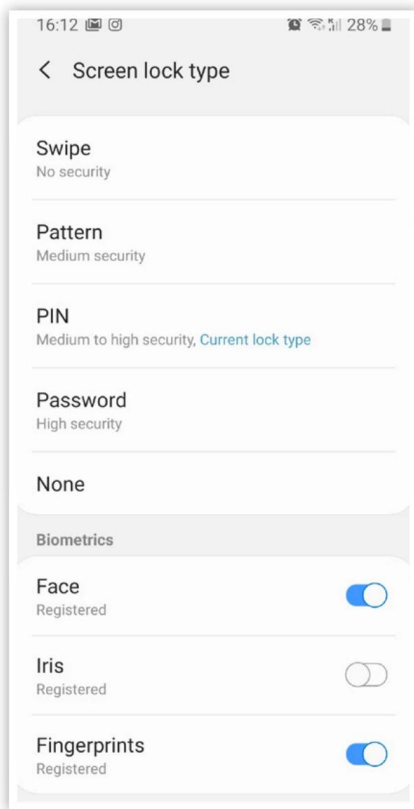 16:12 28%
Screen lock type
Swipe
No security
Pattern
Medium security
PIN
Medium to high security, Current lock type
Password
High security
None
Biometrics
Face
Registered
Iris
Registered
Fingerprints
Registered